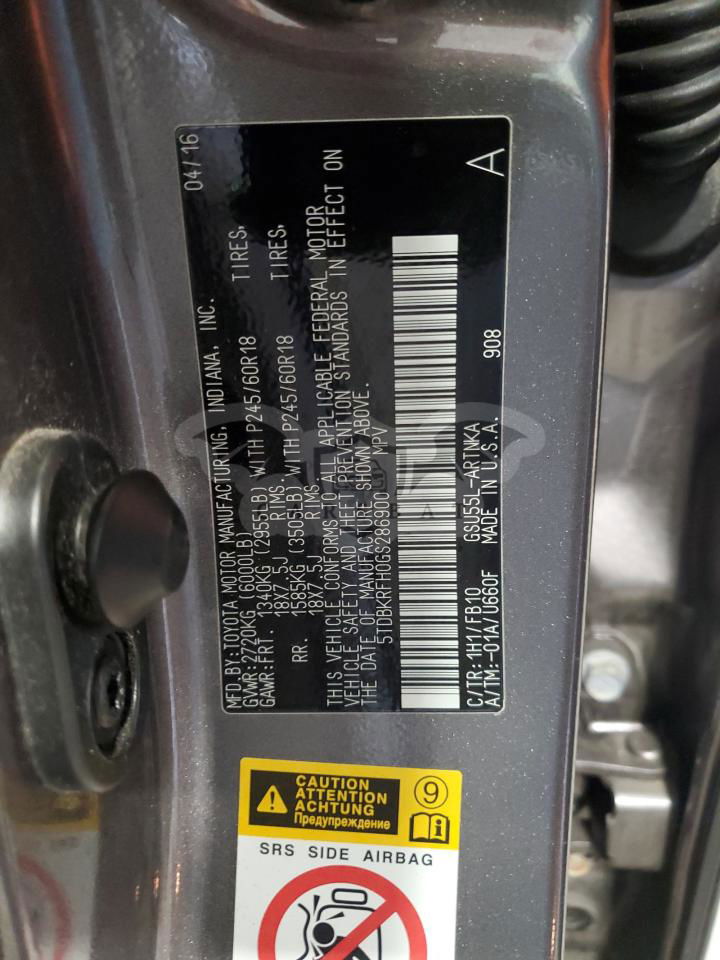 04/16
MFD.BY:TOYOTA MOTOR MANUFACTURING, INDIANA, INC.
GVWR:2720KG (6000LB)
GAWR:FRT. 1340KG (2955LB) WITH P245/60R18 TIRES,
18X7.5J RIMS,
RR. 1585KG (3505LB) WITH P245/60R18 TIRES,
18X7.5J RIMS.
THIS VEHICLE CONFORMS TO ALL APPLICABLE FEDERAL MOTOR
VEHICLE SAFETY AND THEFT PREVENTION STANDARDS IN EFFECT ON
THE DATE OF MANUFACTURE SHOWN ABOVE.
5TDBKRFH0GS286900 MPV
C/TR:1H1/FB10 GSU55L-ARTNKA 908
A/TM:-01A/U660F MADE IN U.S.A.
A
CAUTION
ATTENTION
ACHTUNG
Предупреждение
9
i
SRS SIDE AIRBAG